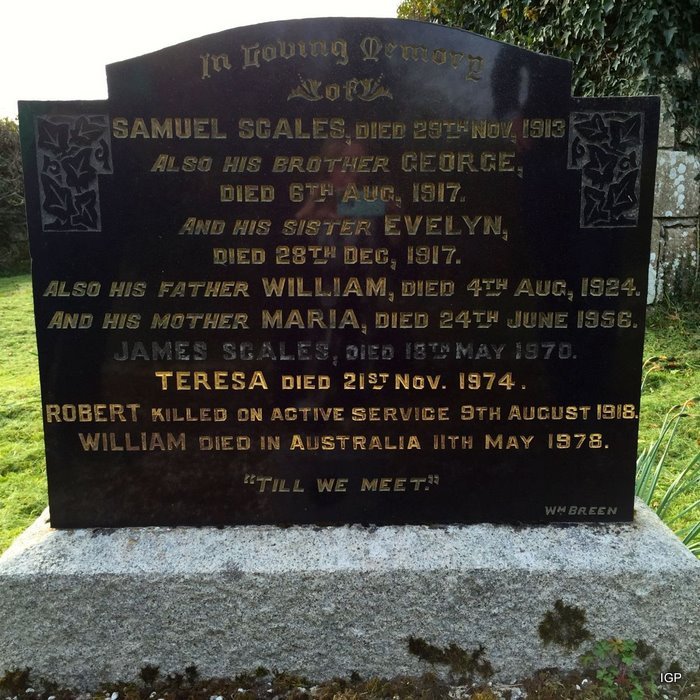 In Loving Memory
of
SAMUEL SCALES, DIED 29TH NOV, 1913
ALSO HIS BROTHER GEORGE,
DIED 6TH AUG, 1917.
AND HIS SISTER EVELYN,
DIED 28TH DEC, 1917.
ALSO HIS FATHER WILLIAM, DIED 4TH AUG, 1924.
AND HIS MOTHER MARIA, DIED 24TH JUNE 1956.
JAMES SCALES, DIED 18TH MAY 1970.
TERESA DIED 21ST NOV. 1974.
ROBERT KILLED ON ACTIVE SERVICE 9TH AUGUST 1918.
WILLIAM DIED IN AUSTRALIA 11TH MAY 1978.
"TILL WE MEET."
WM BREEN
IGP